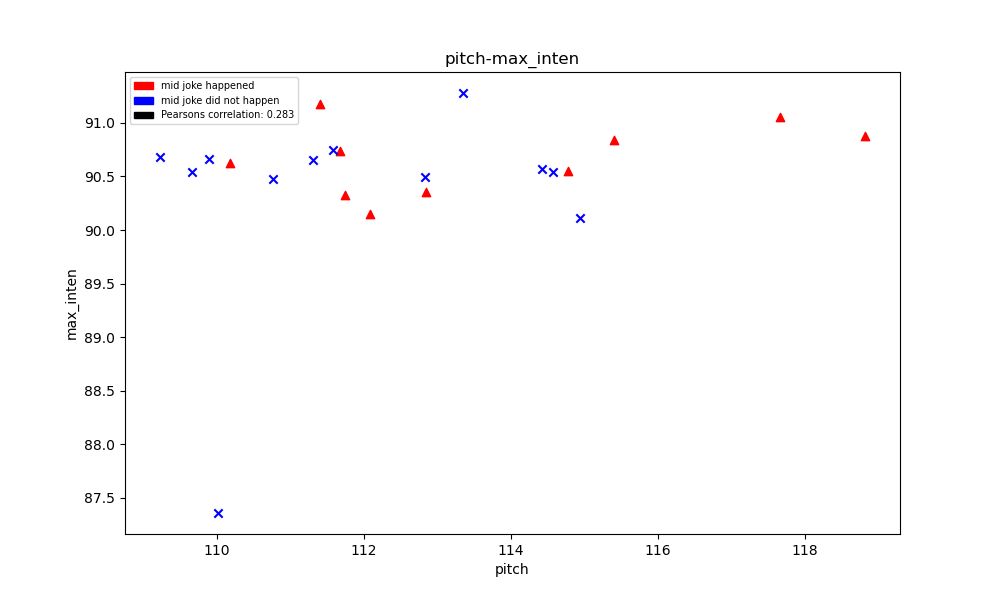 pitch-max_inten
mid joke happened
mid joke did not happen
Pearsons correlation: 0.283
max_inten
91.0
90.5
90.0
89.5
89.0
88.5
88.0
87.5
110 112 114 116 118
pitch